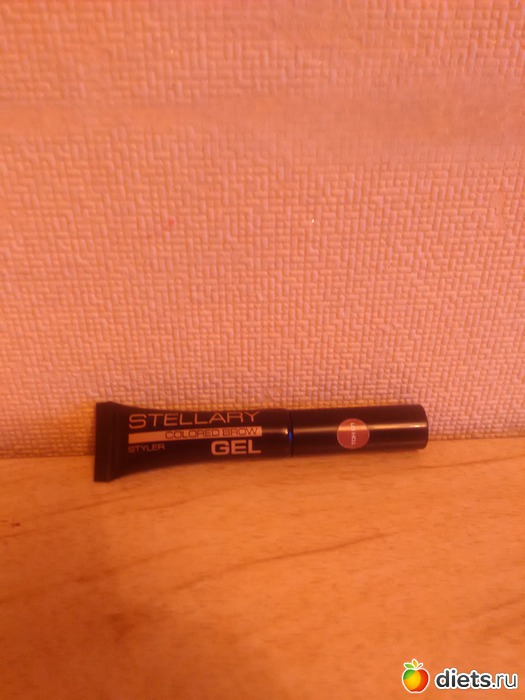 STELLARY
COLORED BROW
STYLER GEL
diets.ru